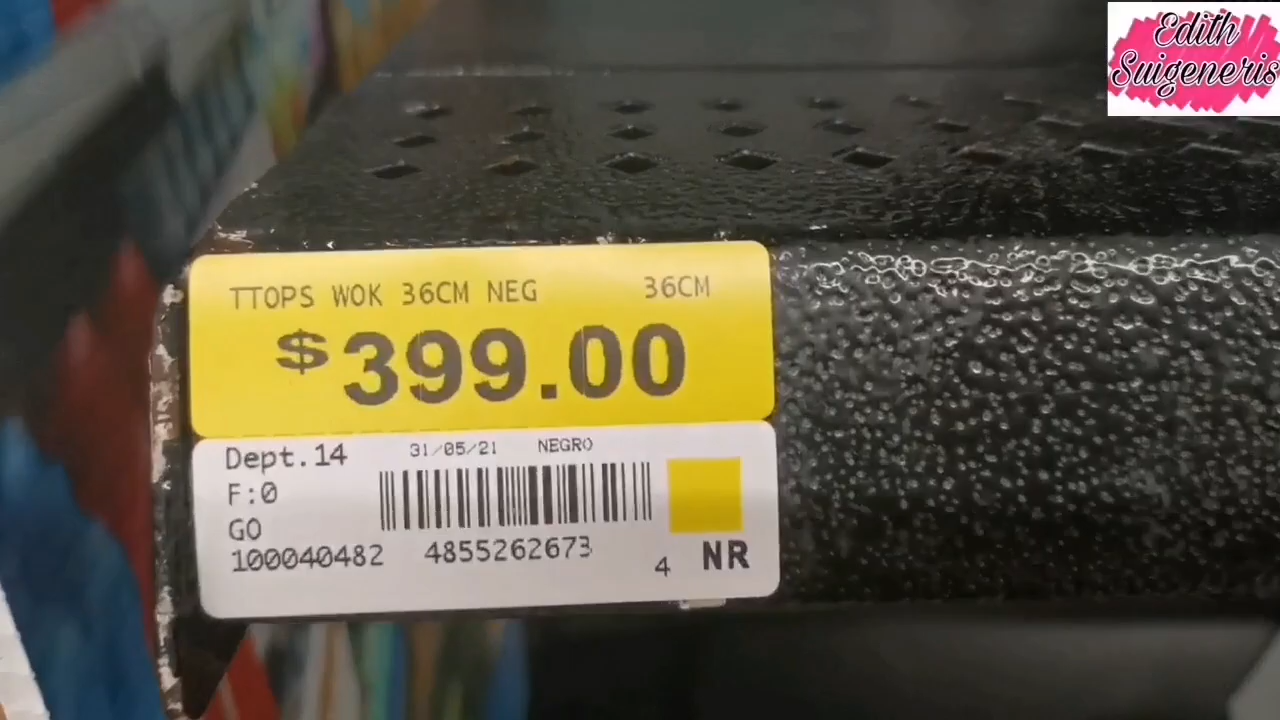 Edith
Suigeneris
TTOPS WOK 36CM NEG 36CM
$399.00
Dept.14 31/05/21 NEGRO
F:0
GO
100040482 4855262673 4 NR